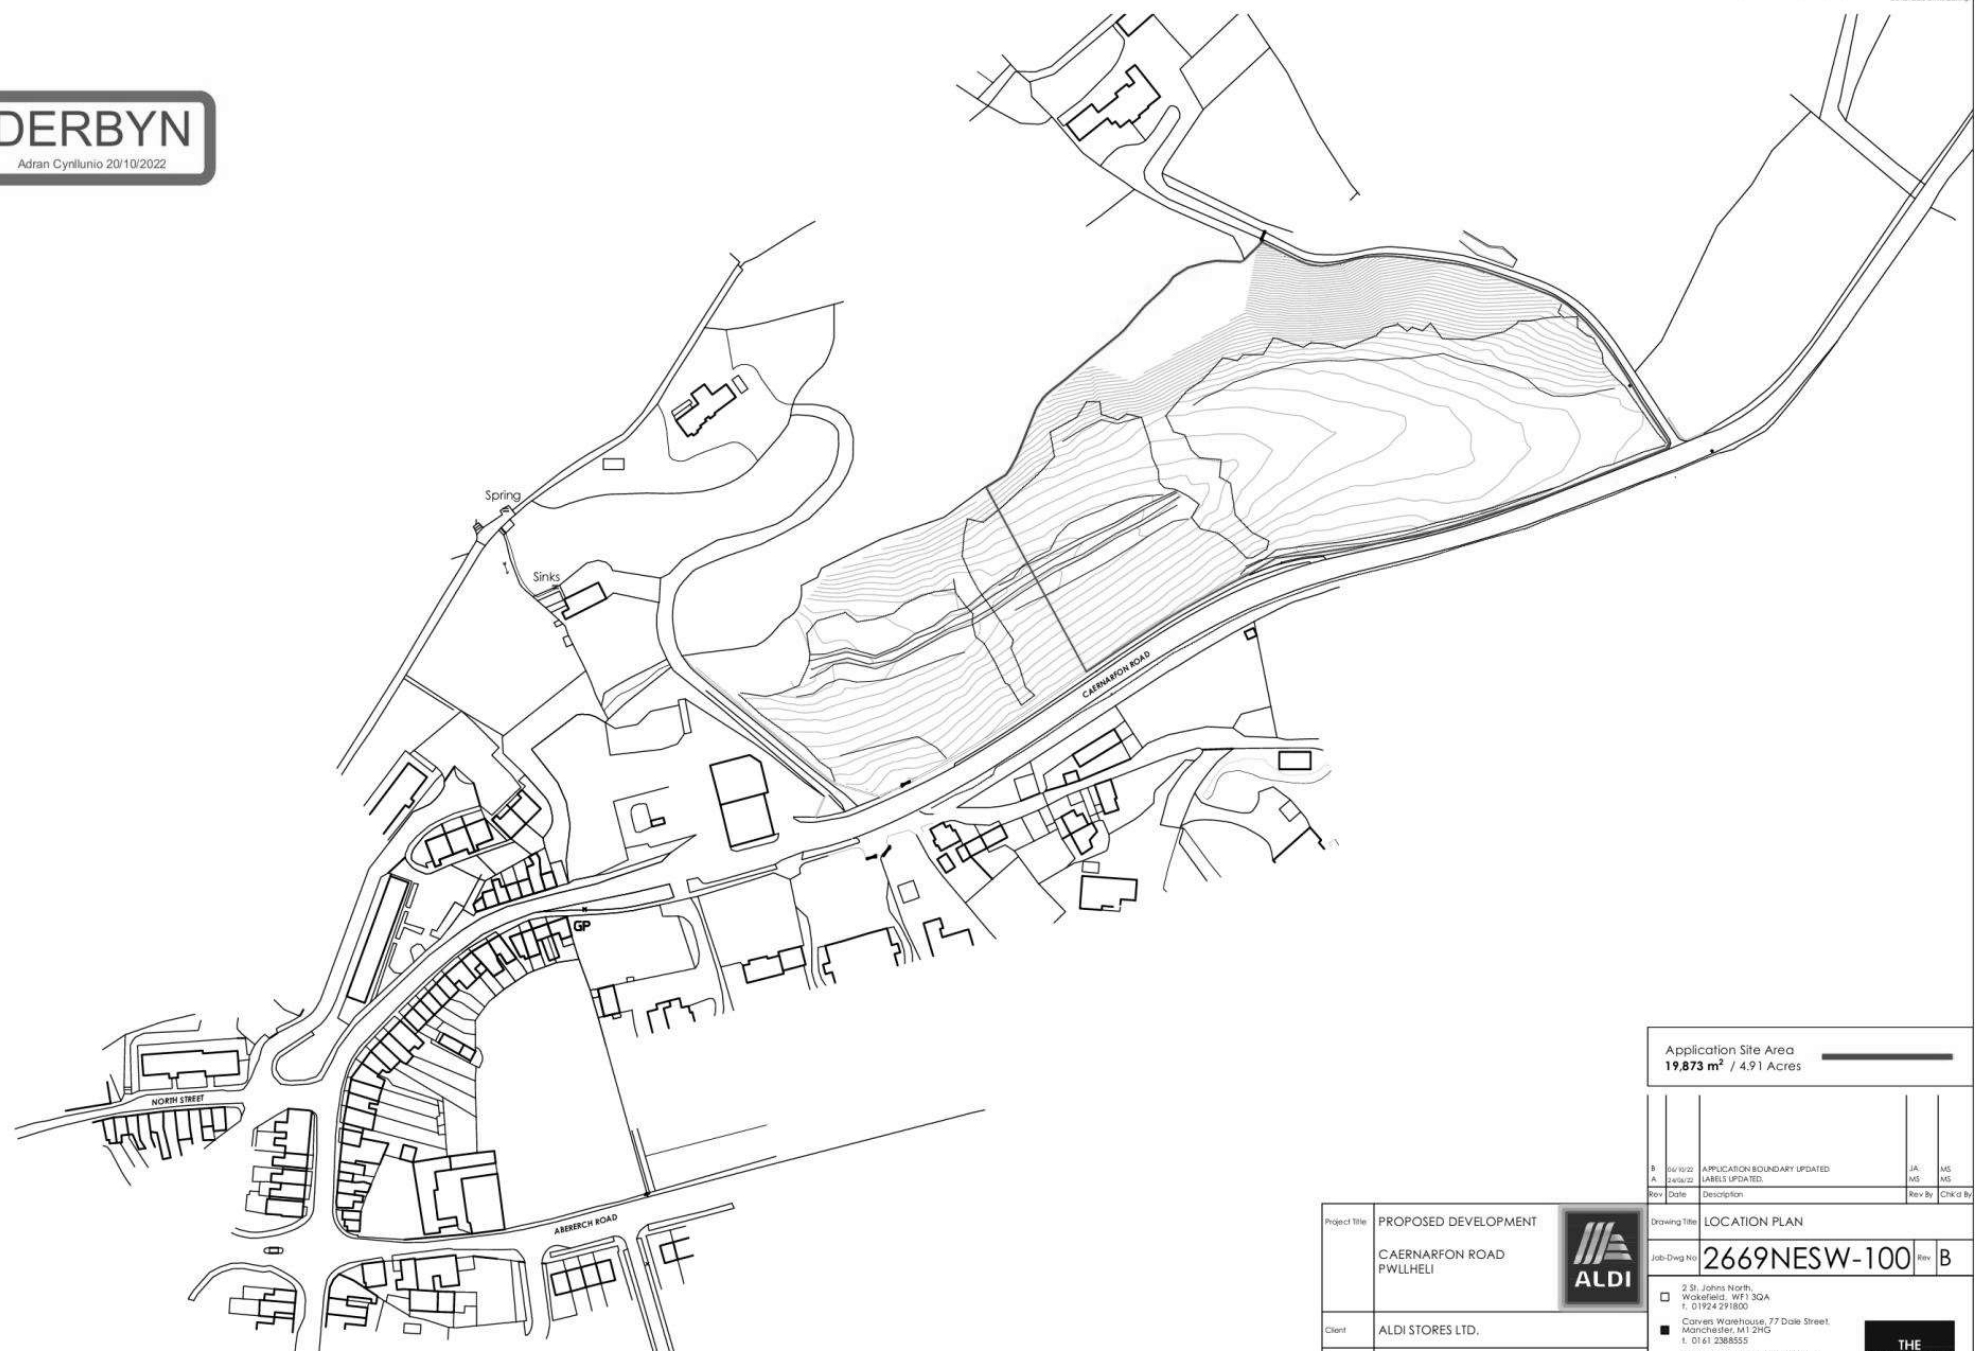 DERBYN
Adran Cynllunio 20/10/2022
Spring
Sinks
CAERNARFON ROAD
GP
NORTH STREET
ABERERCH ROAD
Application Site Area
19,873 m² / 4.91 Acres
B 06/10/22 APPLICATION BOUNDARY UPDATED JA MS
A 24/06/22 LABELS UPDATED. MS MS
Rev Date Description Rev By Chk'd By
Project Title PROPOSED DEVELOPMENT
CAERNARFON ROAD
PWLLHELI
ALDI
Client ALDI STORES LTD.
Drawing Title LOCATION PLAN
Job-Dwg No 2669NESW-100 Rev B
2 St. Johns North,
Wakefield, WF1 3QA
t. 01924 291800
Carvers Warehouse, 77 Dale Street,
Manchester, M1 2HG
t. 0161 2388555
THE